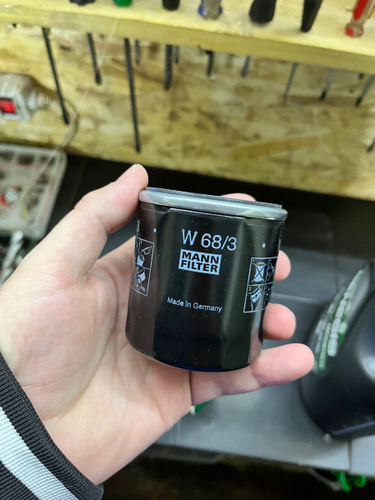 W 68/3
MANN
FILTER
Made in Germany